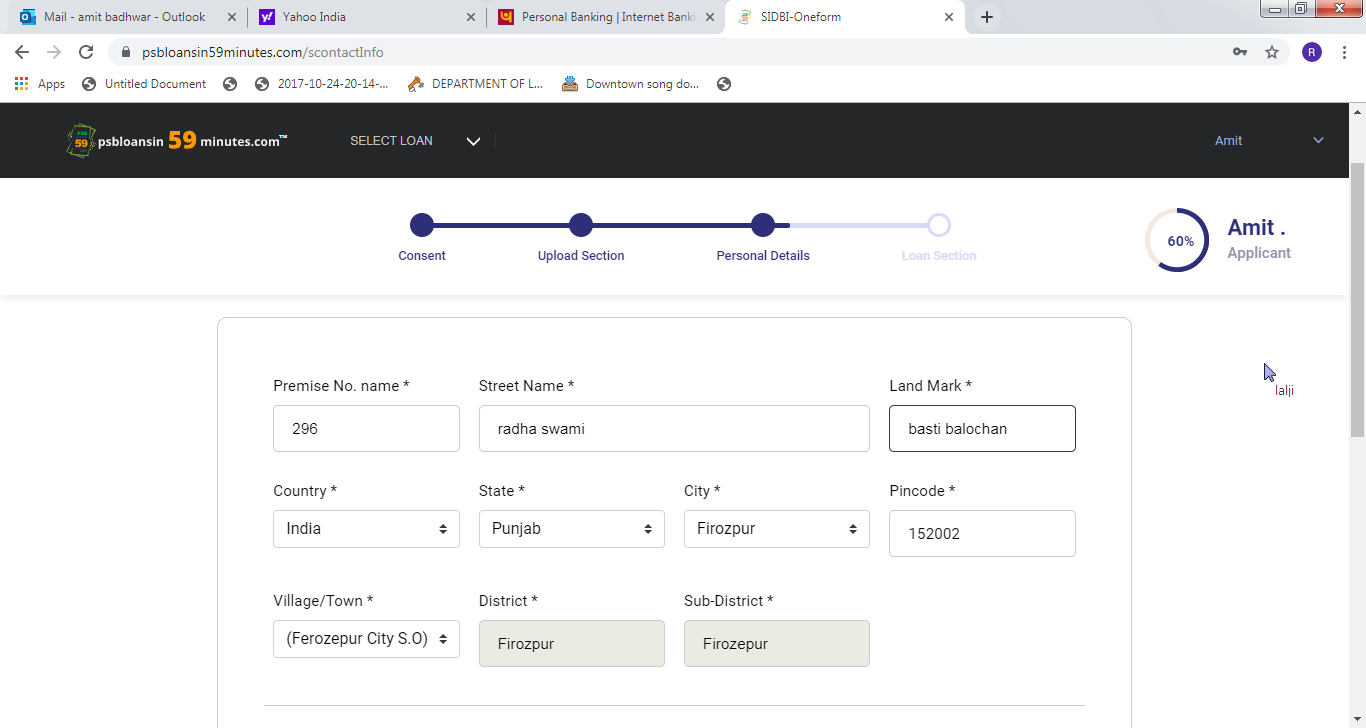 Mail - amit badhwar - Outlook Yahoo India Personal Banking | Internet Banki SIDBI-Oneform
psbloansin59minutes.com/scontactInfo R
Apps Untitled Document 2017-10-24-20-14-... DEPARTMENT OF L... Downtown song do...
PSB 59 psbloansin 59 minutes.com™ SELECT LOAN Amit
Consent Upload Section Personal Details Loan Section 60% Amit .
Applicant
lalji
Premise No. name * Street Name * Land Mark *
296 radha swami basti balochan
Country * State * City * Pincode *
India Punjab Firozpur 152002
Village/Town * District * Sub-District *
(Ferozepur City S.O) Firozpur Firozepur